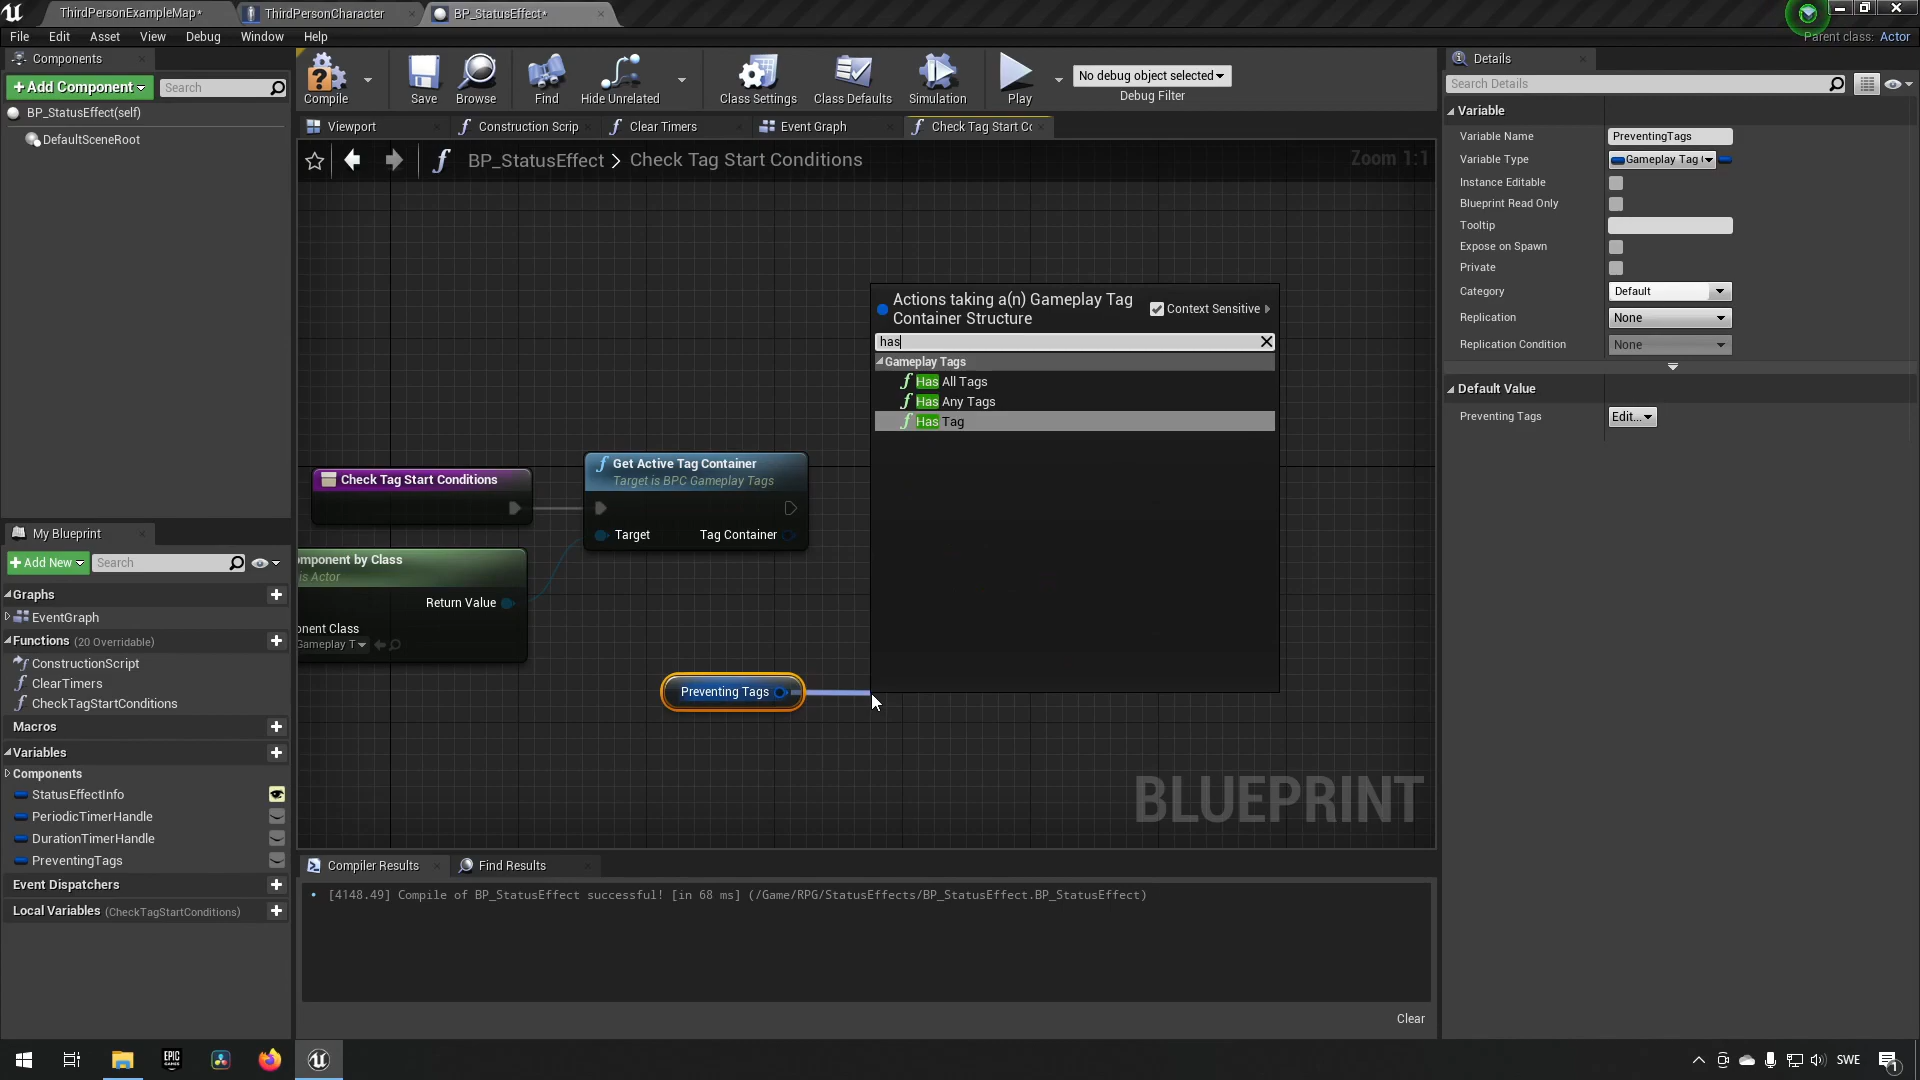 ThirdPersonExampleMap*
ThirdPersonCharacter
BP_StatusEffect*
File Edit Asset View Debug Window Help
Parent class: Actor
Components
+Add Component
Search
BP_StatusEffect(self)
DefaultSceneRoot
Compile
Save
Browse
Find
Hide Unrelated
Class Settings
Class Defaults
Simulation
Play
No debug object selected
Debug Filter
Viewport
Construction Scrip
Clear Timers
Event Graph
Check Tag Start Co
BP_StatusEffect > Check Tag Start Conditions
Zoom 1:1
Actions taking a(n) Gameplay Tag
Container Structure
Context Sensitive
has
Gameplay Tags
Has All Tags
Has Any Tags
Has Tag
Check Tag Start Conditions
Get Active Tag Container
Target is BPC Gameplay Tags
Target
Tag Container
omponent by Class
is Actor
Return Value
onent Class
Gameplay T
Preventing Tags
BLUEPRINT
My Blueprint
+Add New
Search
Graphs
EventGraph
Functions (20 Overridable)
ConstructionScript
ClearTimers
CheckTagStartConditions
Macros
Variables
Components
StatusEffectInfo
PeriodicTimerHandle
DurationTimerHandle
PreventingTags
Event Dispatchers
Local Variables (CheckTagStartConditions)
Compiler Results
Find Results
[4148.49] Compile of BP_StatusEffect successful! [in 68 ms] (/Game/RPG/StatusEffects/BP_StatusEffect.BP_StatusEffect)
Clear
Details
Search Details
Variable
Variable Name PreventingTags
Variable Type Gameplay Tag
Instance Editable
Blueprint Read Only
Tooltip
Expose on Spawn
Private
Category Default
Replication None
Replication Condition None
Default Value
Preventing Tags Edit...
EPIC
GAMES
SWE
1